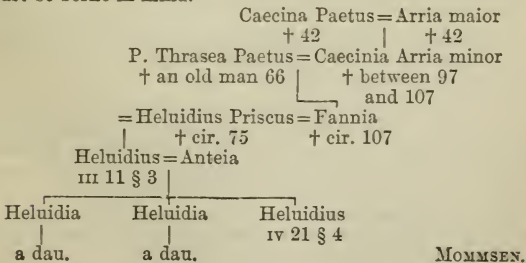 Caecina Paetus = Arria maior
† 42 † 42
P. Thrasea Paetus = Caecinia Arria minor
† an old man 66 † between 97
and 107
= Heluidius Priscus = Fannia
† cir. 75 † cir. 107
Heluidius = Anteia
III 11 § 3
Heluidia Heluidia Heluidius
IV 21 § 4
a dau. a dau. MOMMSEN.